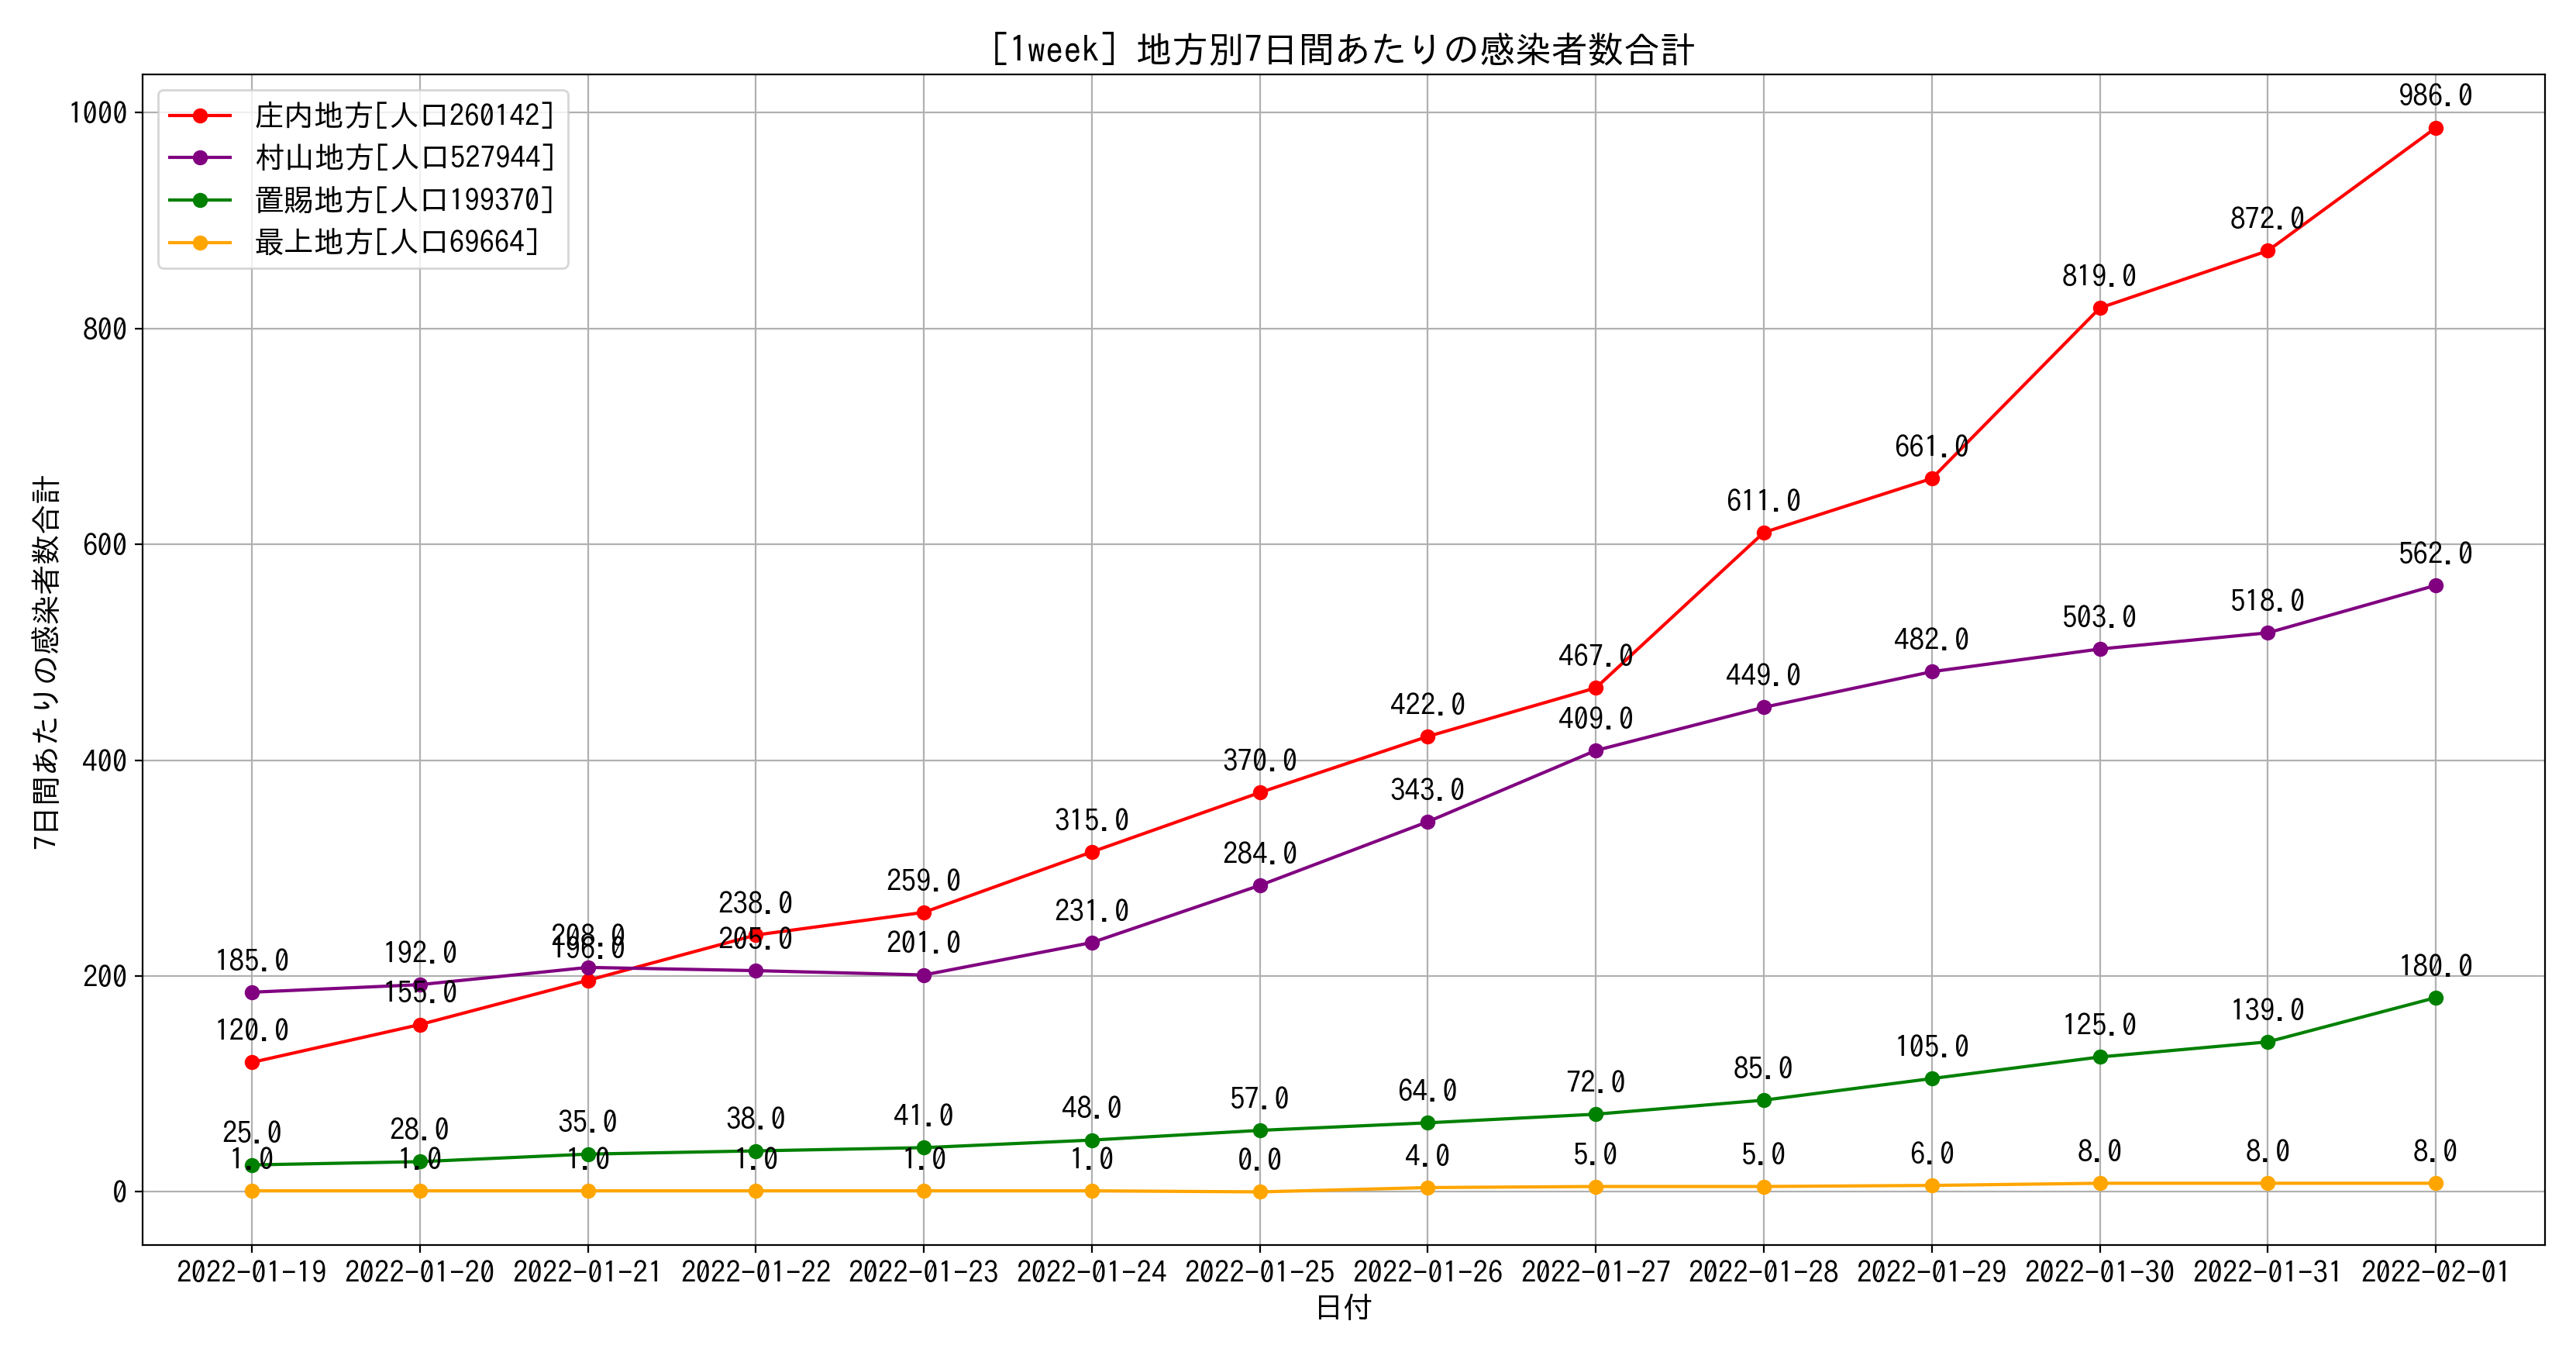 [1week] 地方別7日間あたりの感染者数合計
7日間あたりの感染者数合計
1000
800
600
400
200
0
庄内地方[人口260142]
村山地方[人口527944]
置賜地方[人口199370]
最上地方[人口69664]
120.0 155.0 196.0 238.0 259.0 315.0 370.0 422.0 467.0 611.0 661.0 819.0 872.0 986.0
185.0 192.0 208.0 205.0 201.0 231.0 284.0 343.0 409.0 449.0 482.0 503.0 518.0 562.0
25.0 28.0 35.0 38.0 41.0 48.0 57.0 64.0 72.0 85.0 105.0 125.0 139.0 180.0
1.0 1.0 1.0 1.0 1.0 1.0 0.0 4.0 5.0 5.0 6.0 8.0 8.0 8.0
2022-01-19 2022-01-20 2022-01-21 2022-01-22 2022-01-23 2022-01-24 2022-01-25 2022-01-26 2022-01-27 2022-01-28 2022-01-29 2022-01-30 2022-01-31 2022-02-01
日付